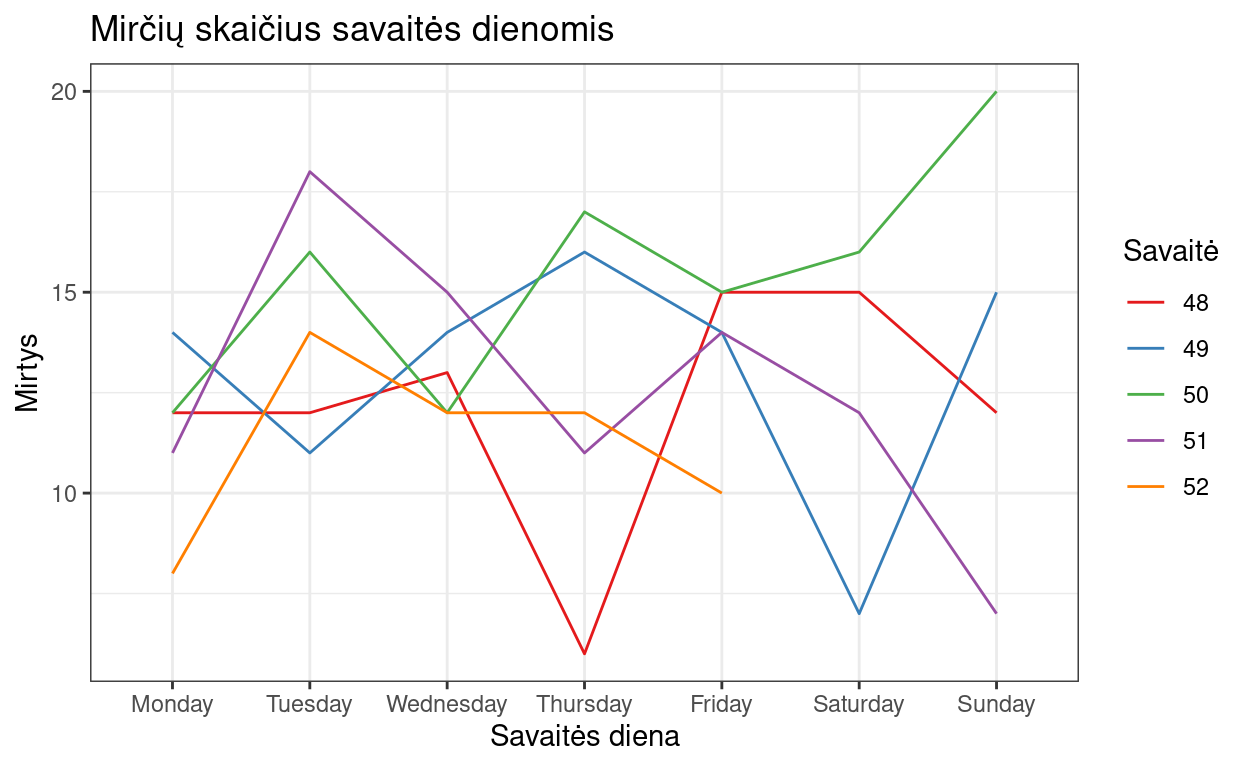 Mirčių skaičius savaitės dienomis
Mirtys
20
15
10
Monday Tuesday Wednesday Thursday Friday Saturday Sunday
Savaitės diena
Savaitė
48
49
50
51
52